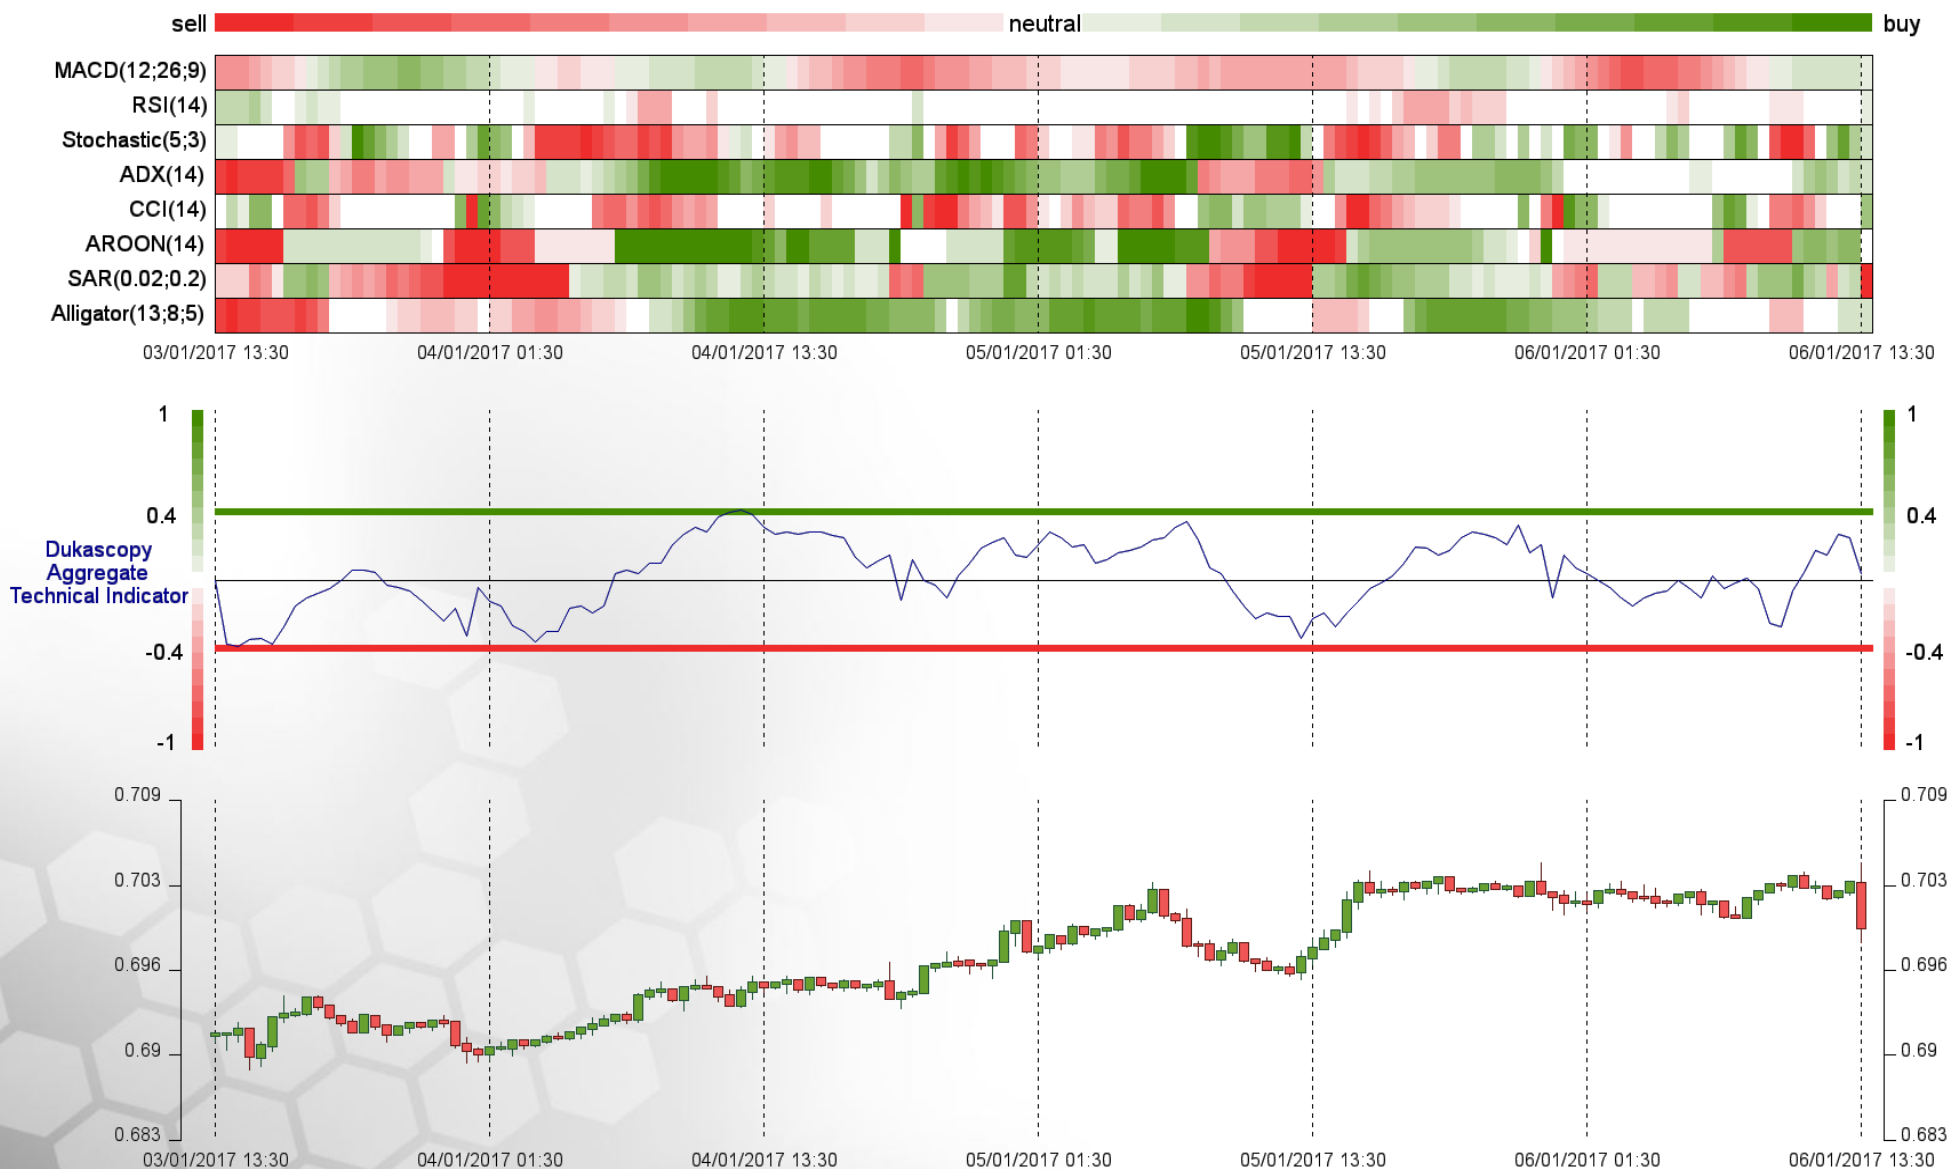 sell neutral buy
MACD(12;26;9)
RSI(14)
Stochastic(5;3)
ADX(14)
CCI(14)
AROON(14)
SAR(0.02;0.2)
Alligator(13;8;5)
03/01/2017 13:30 04/01/2017 01:30 04/01/2017 13:30 05/01/2017 01:30 05/01/2017 13:30 06/01/2017 01:30 06/01/2017 13:30
1 1
0.4 0.4
Dukascopy
Aggregate
Technical Indicator
-0.4 -0.4
-1 -1
0.709 0.709
0.703 0.703
0.696 0.696
0.69 0.69
0.683 0.683
03/01/2017 13:30 04/01/2017 01:30 04/01/2017 13:30 05/01/2017 01:30 05/01/2017 13:30 06/01/2017 01:30 06/01/2017 13:30